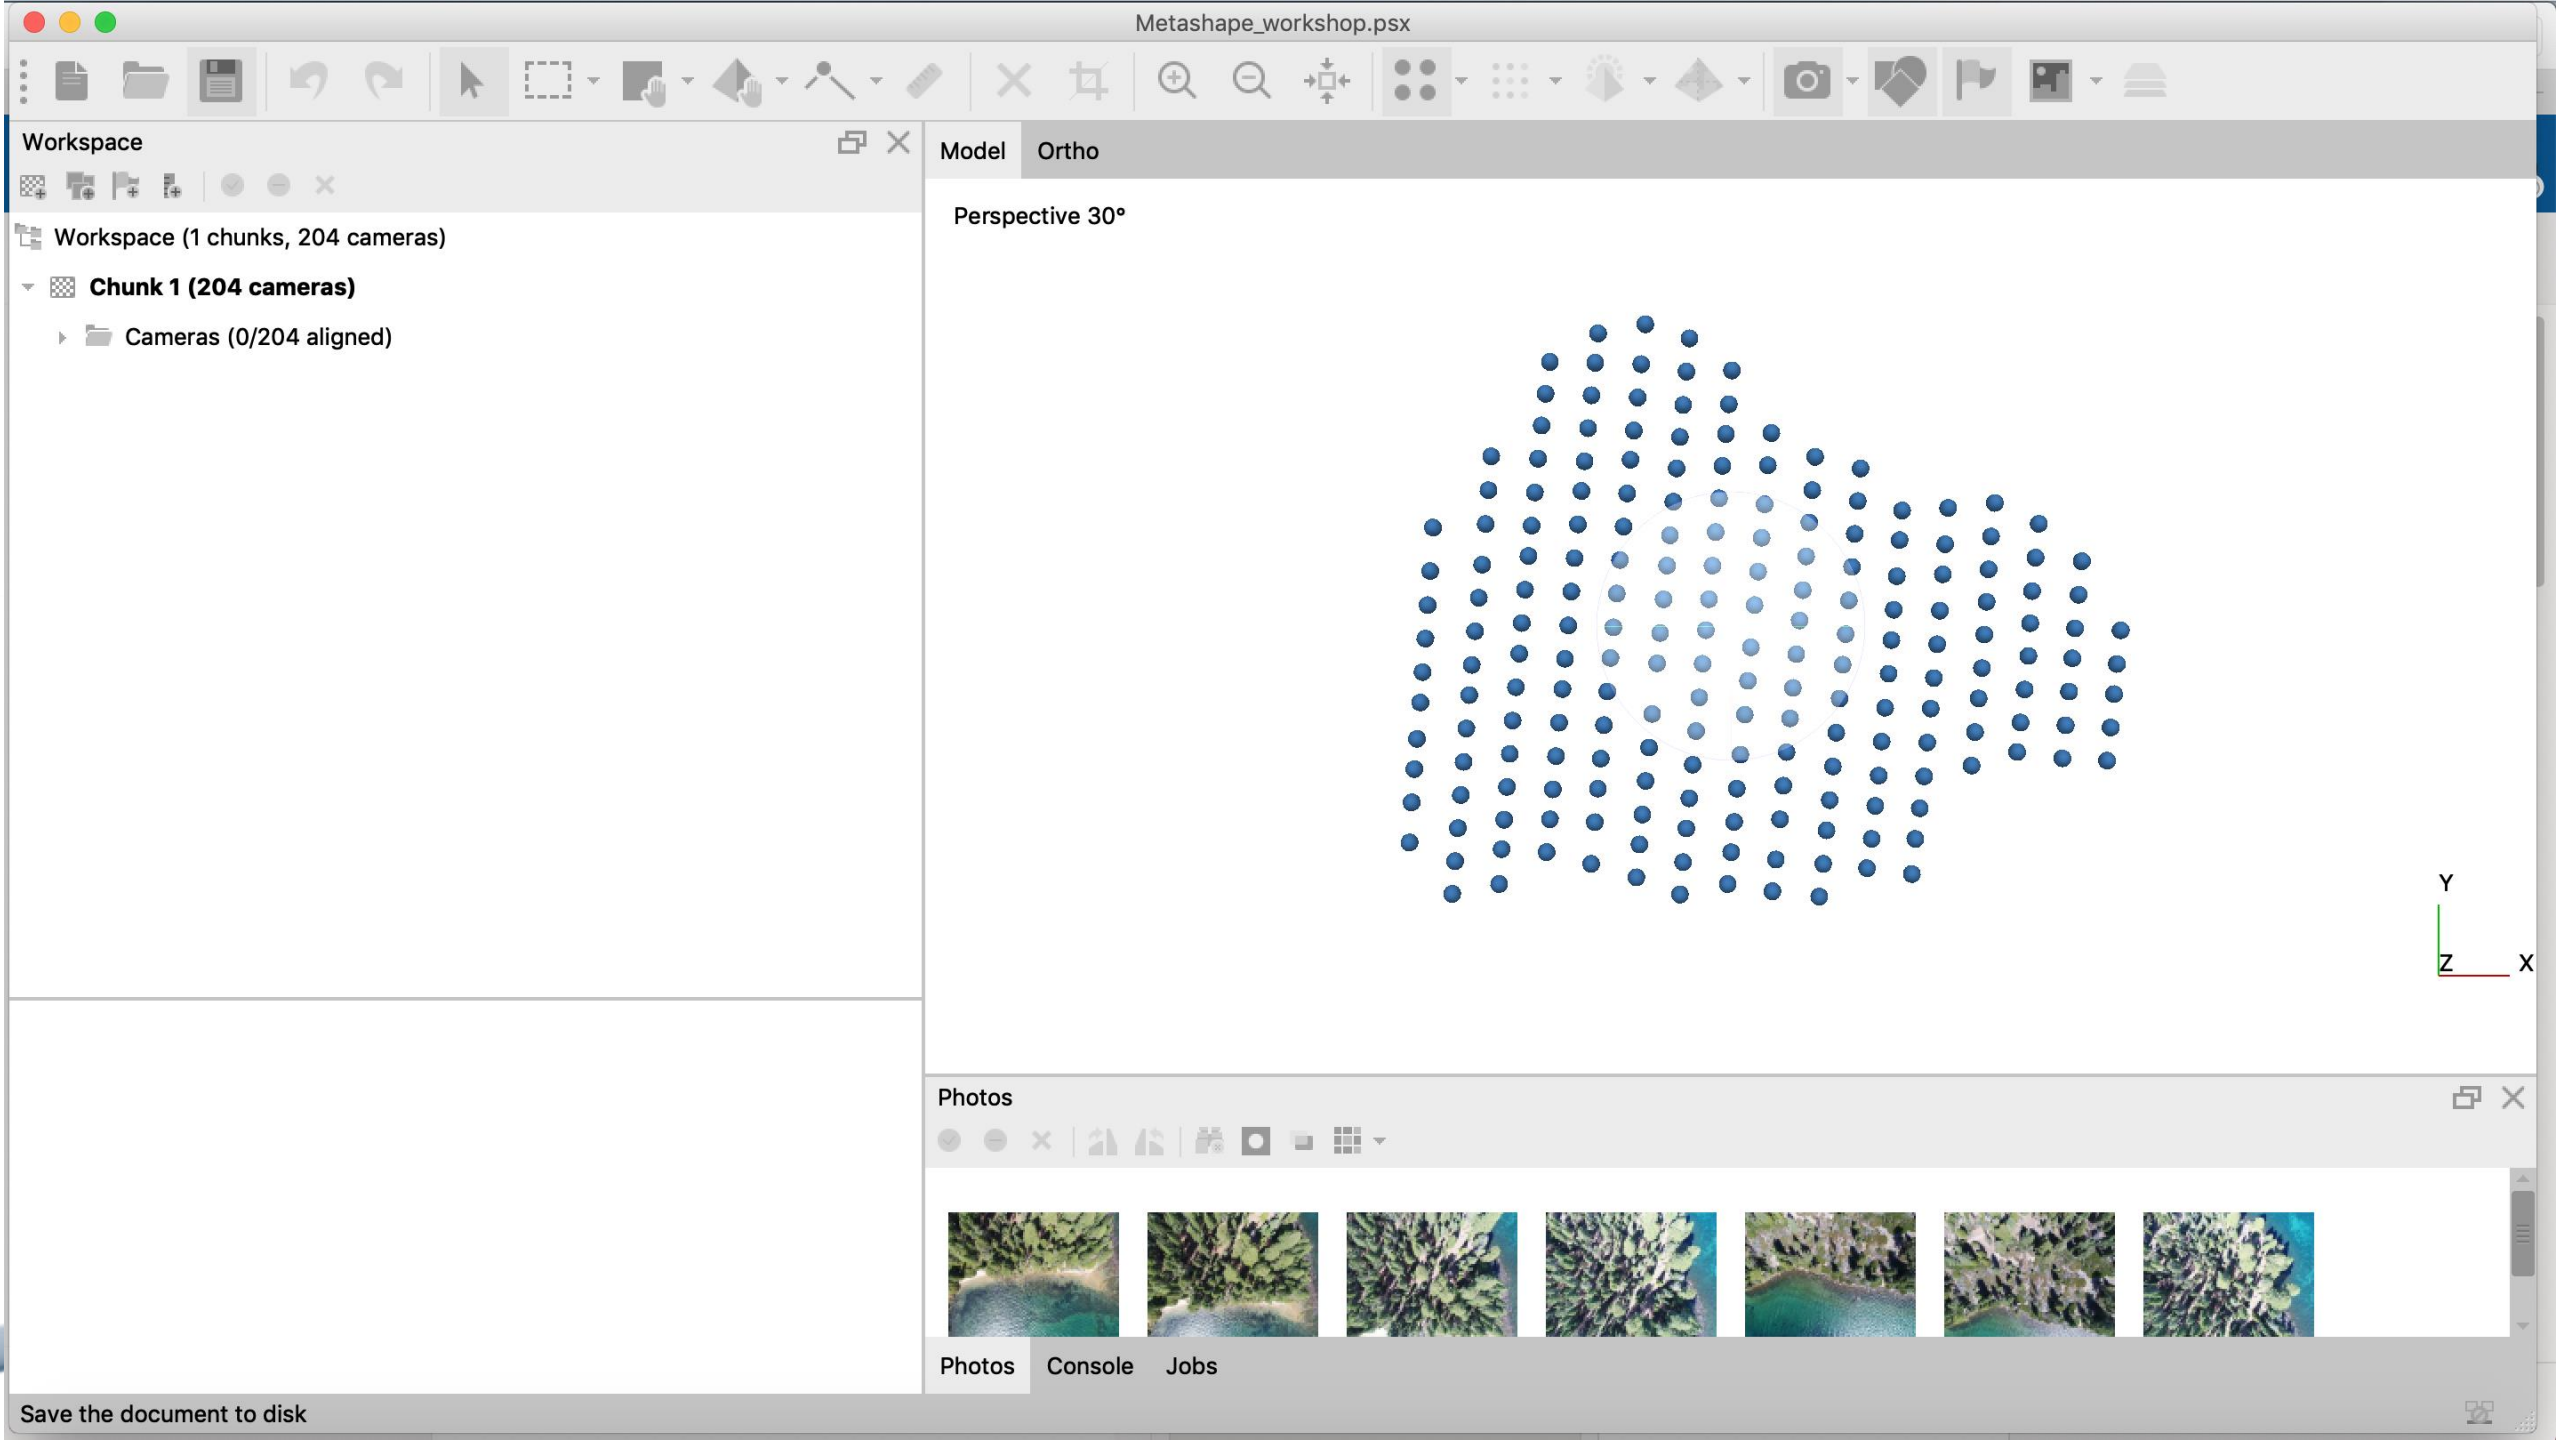 Metashape_workshop.psx
Workspace
Workspace (1 chunks, 204 cameras)
Chunk 1 (204 cameras)
Cameras (0/204 aligned)
Model
Ortho
Perspective 30°
Y
Z
X
Photos
Photos
Console
Jobs
Save the document to disk